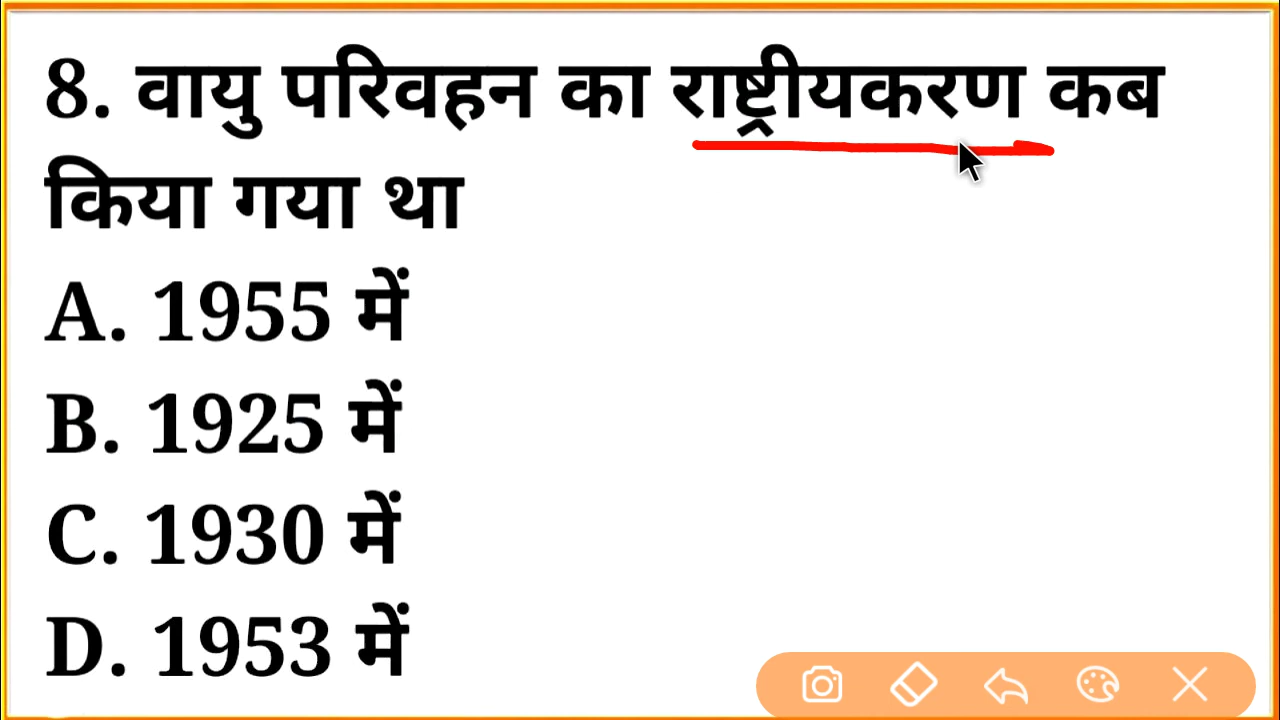 8. वायु परिवहन का राष्ट्रीयकरण कब
किया गया था
A. 1955 में
B. 1925 में
C. 1930 में
D. 1953 में